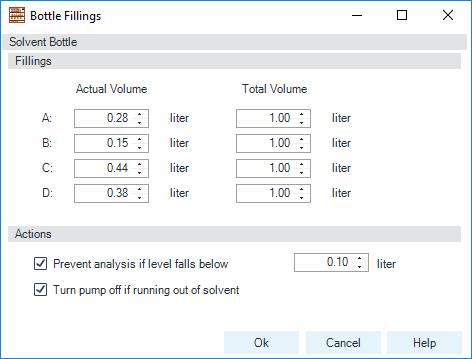 Bottle Fillings
Solvent Bottle
Fillings
Actual Volume Total Volume
A: 0.28 liter 1.00 liter
B: 0.15 liter 1.00 liter
C: 0.44 liter 1.00 liter
D: 0.38 liter 1.00 liter
Actions
Prevent analysis if level falls below 0.10 liter
Turn pump off if running out of solvent
Ok Cancel Help